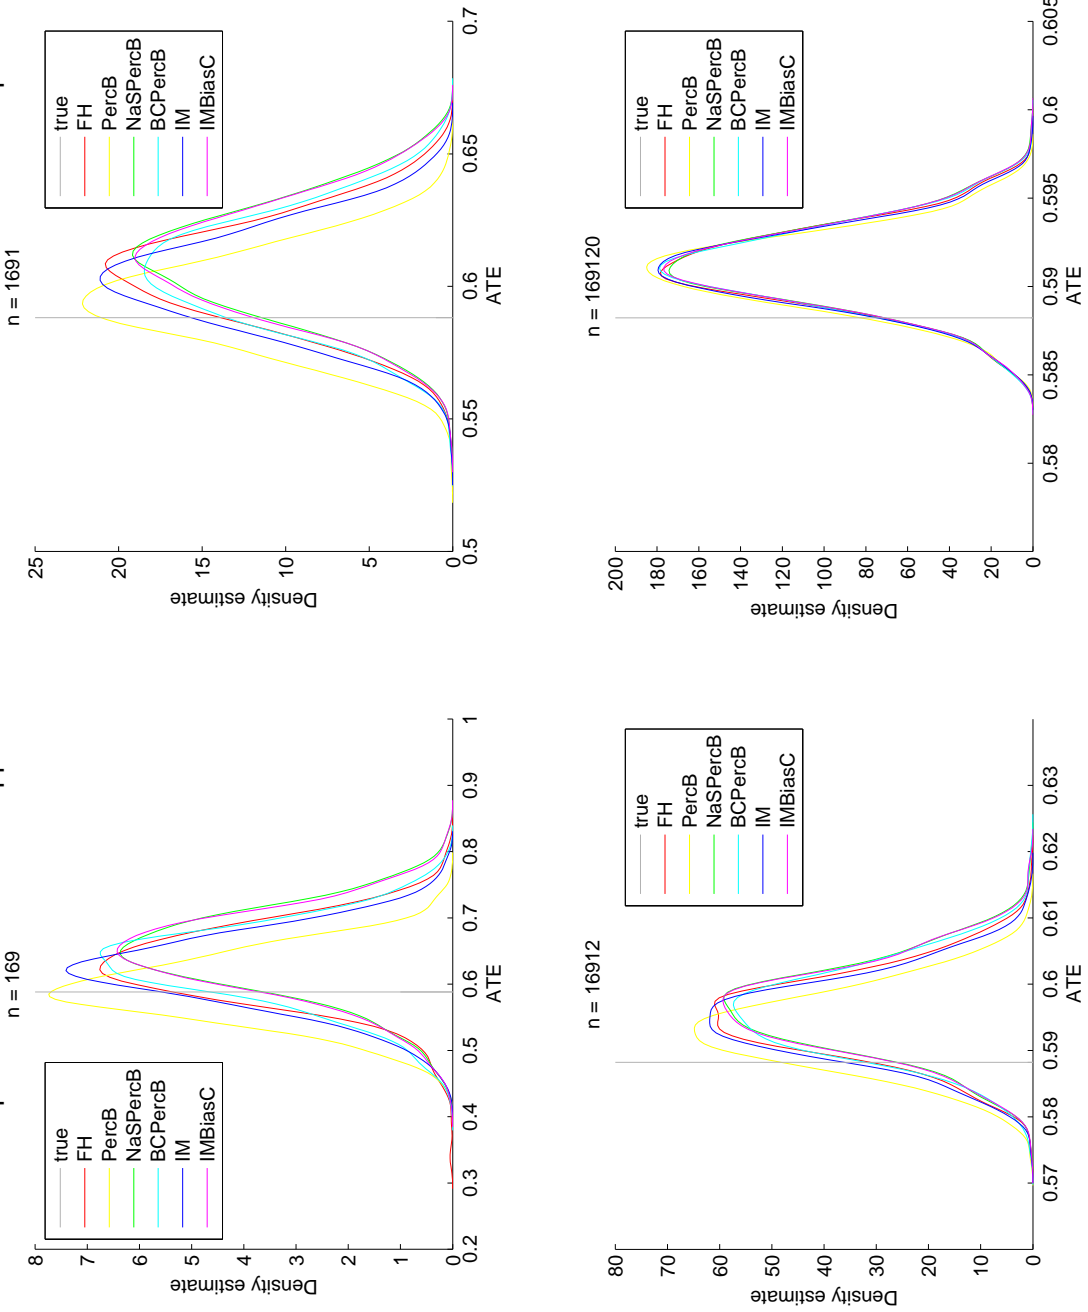 n = 169
8
7
6
5
4
3
2
1
0
Density estimate
0.2 0.3 0.4 0.5 0.6 0.7 0.8 0.9 1
ATE
true
FH
PercB
NaSPercB
BCPercB
IM
IMBiasC
n = 1691
25
20
15
10
5
0
Density estimate
0.5 0.55 0.6 0.65 0.7
ATE
true
FH
PercB
NaSPercB
BCPercB
IM
IMBiasC
n = 16912
80
70
60
50
40
30
20
10
0
Density estimate
0.57 0.58 0.59 0.6 0.61 0.62 0.63
ATE
true
FH
PercB
NaSPercB
BCPercB
IM
IMBiasC
n = 169120
200
180
160
140
120
100
80
60
40
20
0
Density estimate
0.58 0.585 0.59 0.595 0.6 0.605
ATE
true
FH
PercB
NaSPercB
BCPercB
IM
IMBiasC